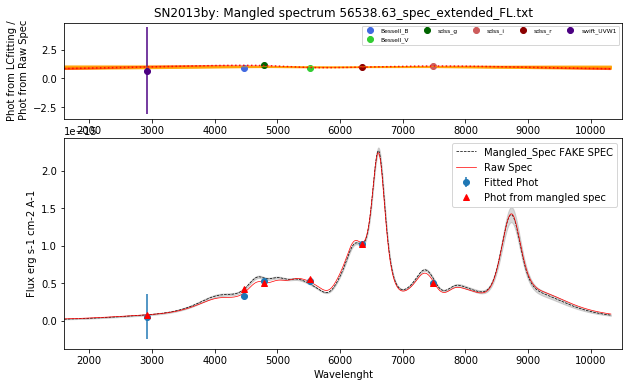 SN2013by: Mangled spectrum 56538.63_spec_extended_FL.txt
Phot from LCfitting /
Phot from Raw Spec
2.5
0.0
−2.5
Bessell_B
Bessell_V
sdss_g
sdss_i
sdss_r
swift_UVW1
2000 3000 4000 5000 6000 7000 8000 9000 10000
Flux erg s-1 cm-2 A-1
2.0
1.5
1.0
0.5
0.0
Mangled_Spec FAKE SPEC
Raw Spec
Fitted Phot
Phot from mangled spec
2000 3000 4000 5000 6000 7000 8000 9000 10000
Wavelenght